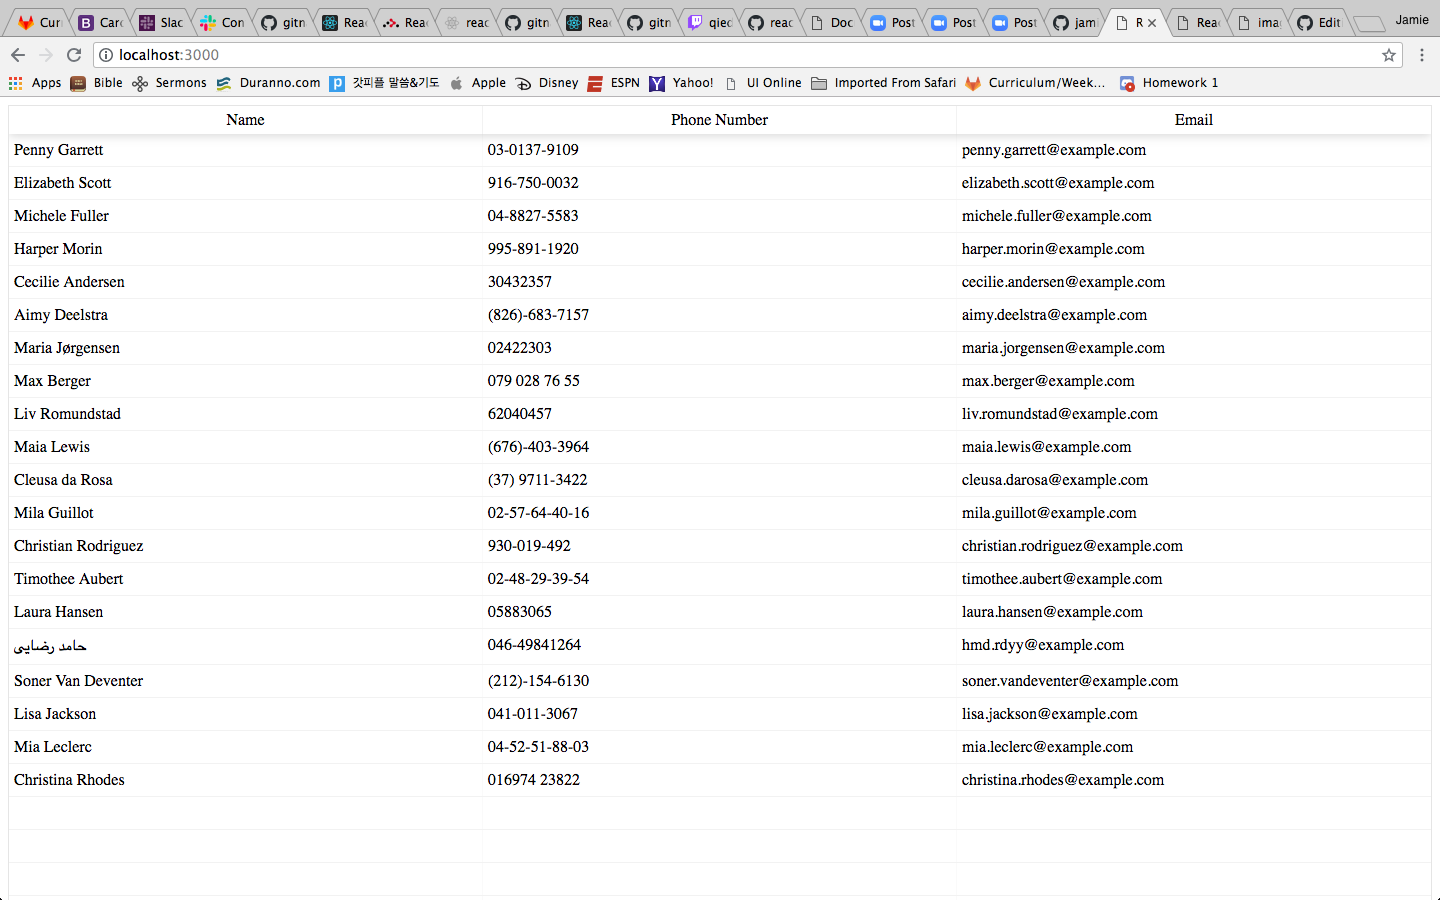 Cur Card Slac Con gitn Reac Reac reac gitn Reac gitn qied reac Doc Post Post Post jami R Reac imag Edit Jamie
localhost:3000
Apps Bible Sermons Duranno.com 갓피플 말씀&기도 Apple Disney ESPN Yahoo! UI Online Imported From Safari Curriculum/Week... Homework 1
Name Phone Number Email
Penny Garrett 03-0137-9109 penny.garrett@example.com
Elizabeth Scott 916-750-0032 elizabeth.scott@example.com
Michele Fuller 04-8827-5583 michele.fuller@example.com
Harper Morin 995-891-1920 harper.morin@example.com
Cecilie Andersen 30432357 cecilie.andersen@example.com
Aimy Deelstra (826)-683-7157 aimy.deelstra@example.com
Maria Jørgensen 02422303 maria.jorgensen@example.com
Max Berger 079 028 76 55 max.berger@example.com
Liv Romundstad 62040457 liv.romundstad@example.com
Maia Lewis (676)-403-3964 maia.lewis@example.com
Cleusa da Rosa (37) 9711-3422 cleusa.darosa@example.com
Mila Guillot 02-57-64-40-16 mila.guillot@example.com
Christian Rodriguez 930-019-492 christian.rodriguez@example.com
Timothee Aubert 02-48-29-39-54 timothee.aubert@example.com
Laura Hansen 05883065 laura.hansen@example.com
حامد رضایی 046-49841264 hmd.rdyy@example.com
Soner Van Deventer (212)-154-6130 soner.vandeventer@example.com
Lisa Jackson 041-011-3067 lisa.jackson@example.com
Mia Leclerc 04-52-51-88-03 mia.leclerc@example.com
Christina Rhodes 016974 23822 christina.rhodes@example.com